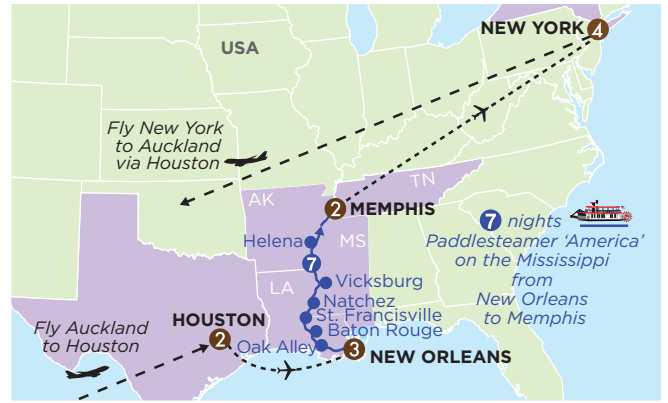 NEW YORK 4
USA
Fly New York
to Auckland
via Houston
TN
AK
2 MEMPHIS
MS
7 nights
Paddlesteamer ‘America’
on the Mississippi
from
New Orleans
to Memphis
Helena
7
LA
Vicksburg
Natchez
St. Francisville
Baton Rouge
Oak Alley
HOUSTON
2
Fly Auckland
to Houston
3
NEW ORLEANS